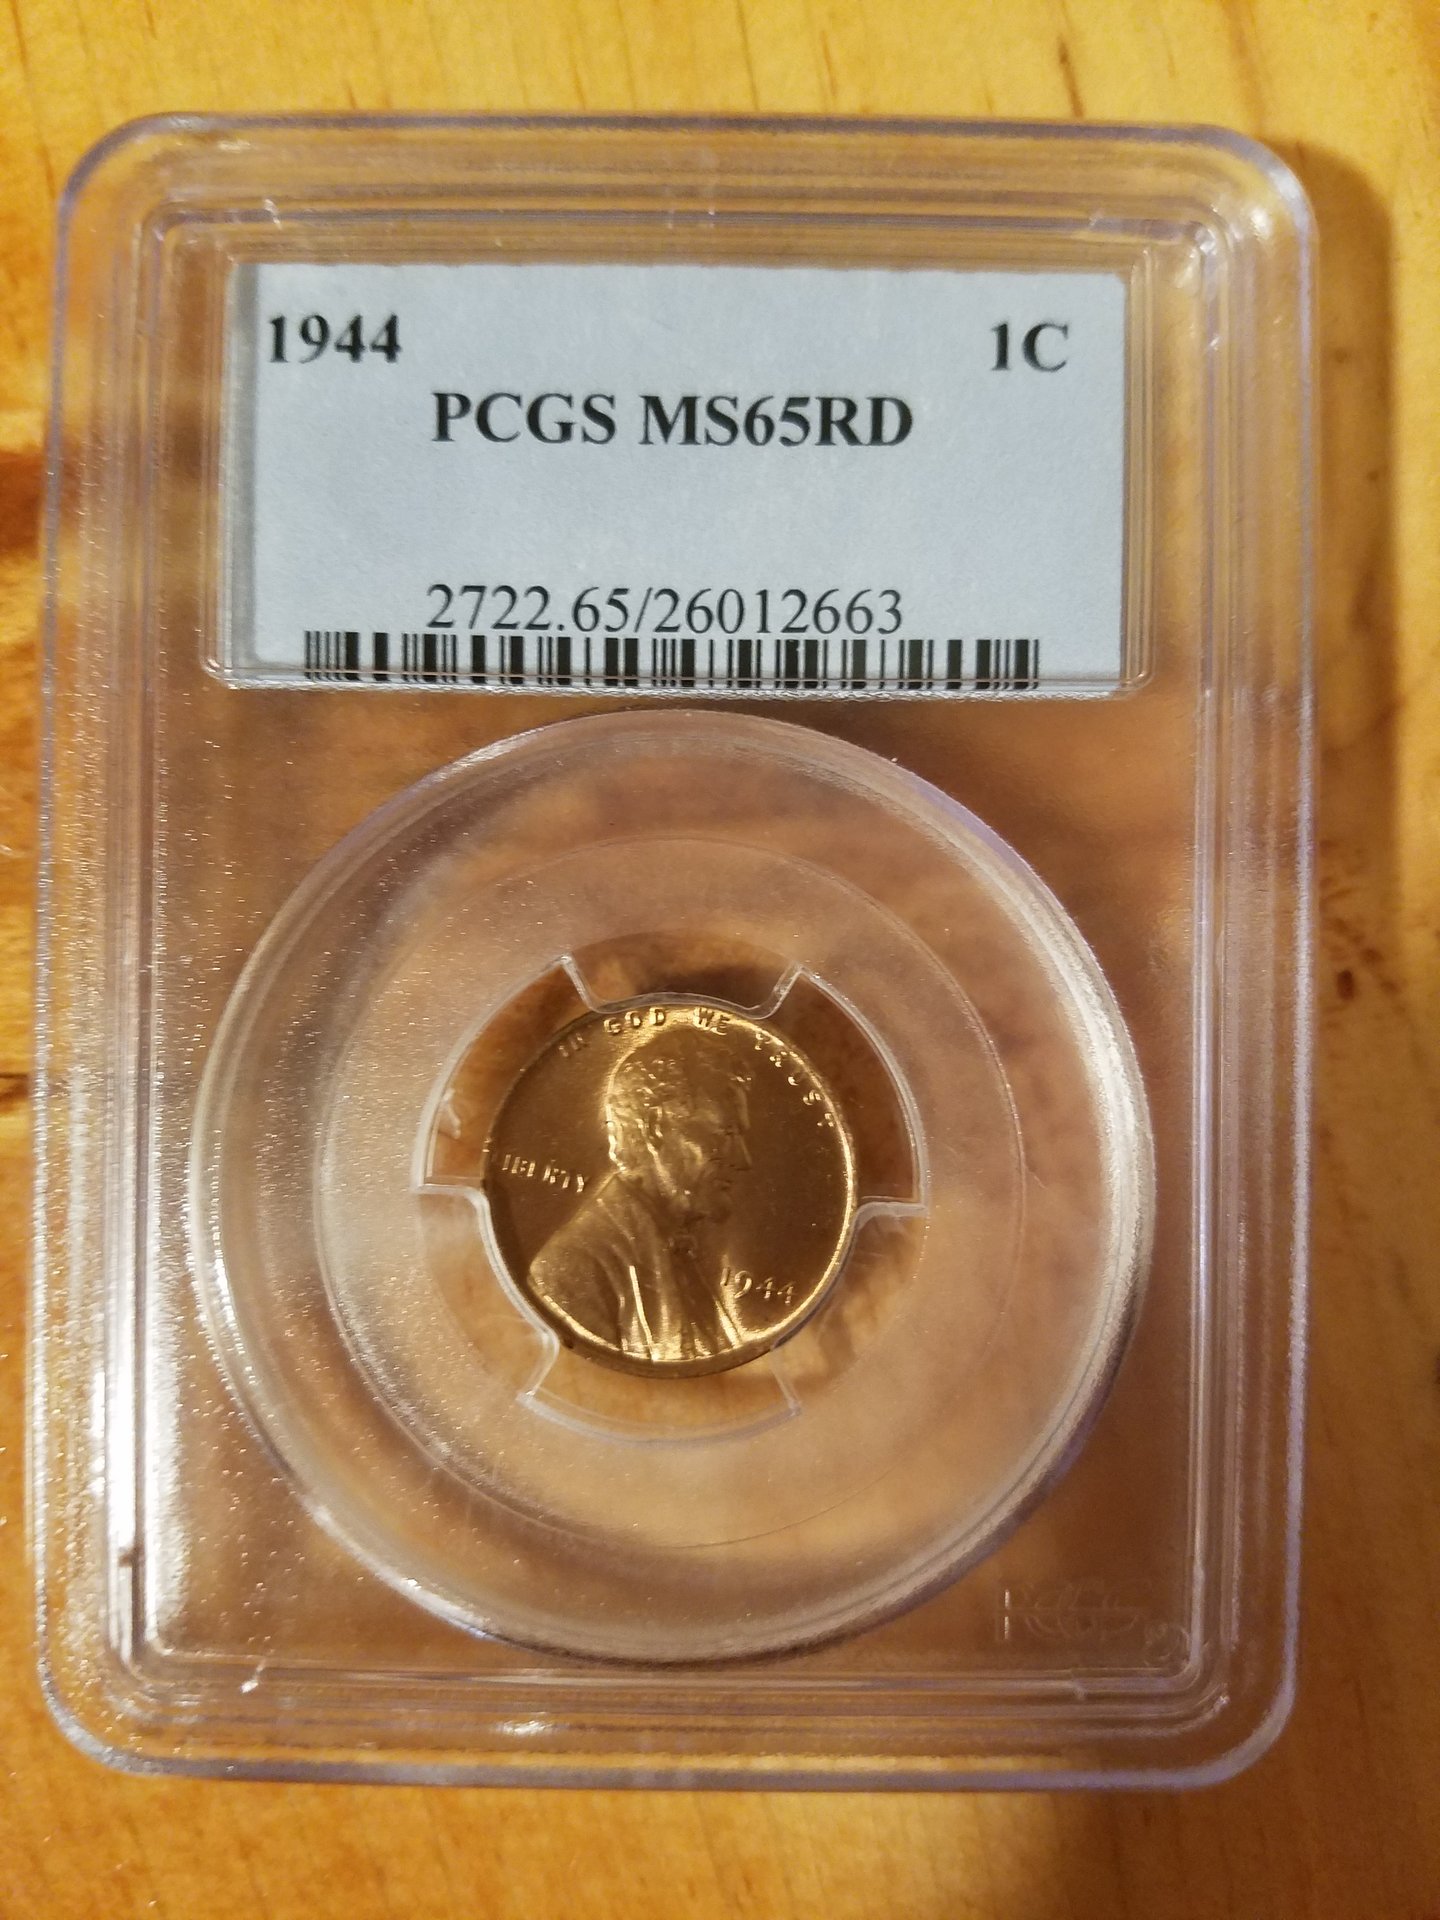 1944 1C
PCGS MS65RD
2722.65/26012663
IN GOD WE TRUST
LIBERTY
1944